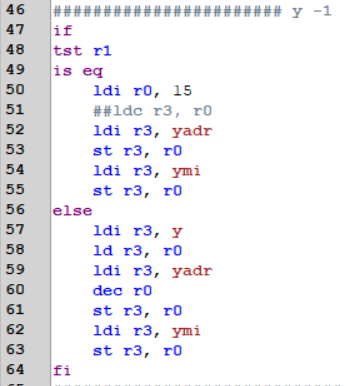 46 ####################### y -1
47 if
48 tst r1
49 is eq
50 ldi r0, 15
51 ##ldc r3, r0
52 ldi r3, yadr
53 st r3, r0
54 ldi r3, ymi
55 st r3, r0
56 else
57 ldi r3, y
58 ld r3, r0
59 ldi r3, yadr
60 dec r0
61 st r3, r0
62 ldi r3, ymi
63 st r3, r0
64 fi